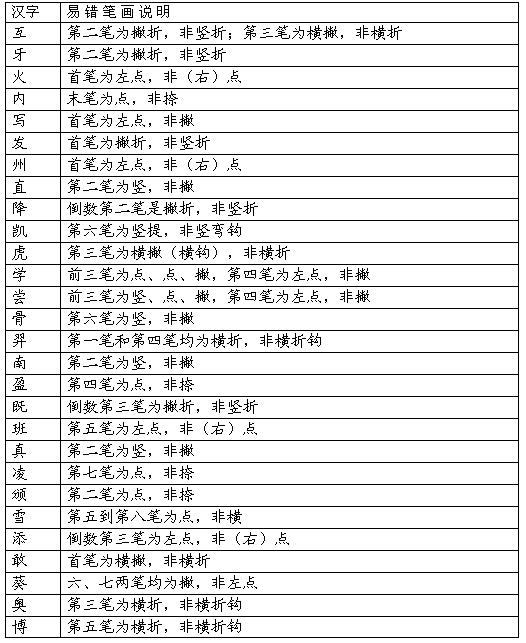 汉字 易错笔画说明
互 第二笔为撇折，非竖折；第三笔为横撇，非横折
牙 第二笔为撇折，非竖折
火 首笔为左点，非（右）点
内 末笔为点，非捺
写 首笔为左点，非撇
发 首笔为撇折，非竖折
州 首笔为左点，非（右）点
直 第二笔为竖，非撇
降 倒数第二笔是撇折，非竖折
凯 第六笔为竖提，非竖弯钩
虎 第三笔为横撇（横钩），非横折
学 前三笔为点、点、撇，第四笔为左点，非撇
尝 前三笔为竖、点、撇，第四笔为左点，非撇
骨 第六笔为竖，非撇
羿 第一笔和第四笔均为横折，非横折钩
南 第二笔为竖，非撇
盈 第四笔为点，非捺
既 倒数第三笔为撇折，非竖折
班 第五笔为左点，非（右）点
真 第二笔为竖，非撇
凌 第七笔为点，非捺
颁 第二笔为点，非捺
雪 第五到第八笔为点，非横
添 倒数第三笔为左点，非（右）点
敢 首笔为横撇，非横折
葵 六、七两笔均为撇，非左点
奥 第三笔为横折，非横折钩
博 第五笔为横折，非横折钩